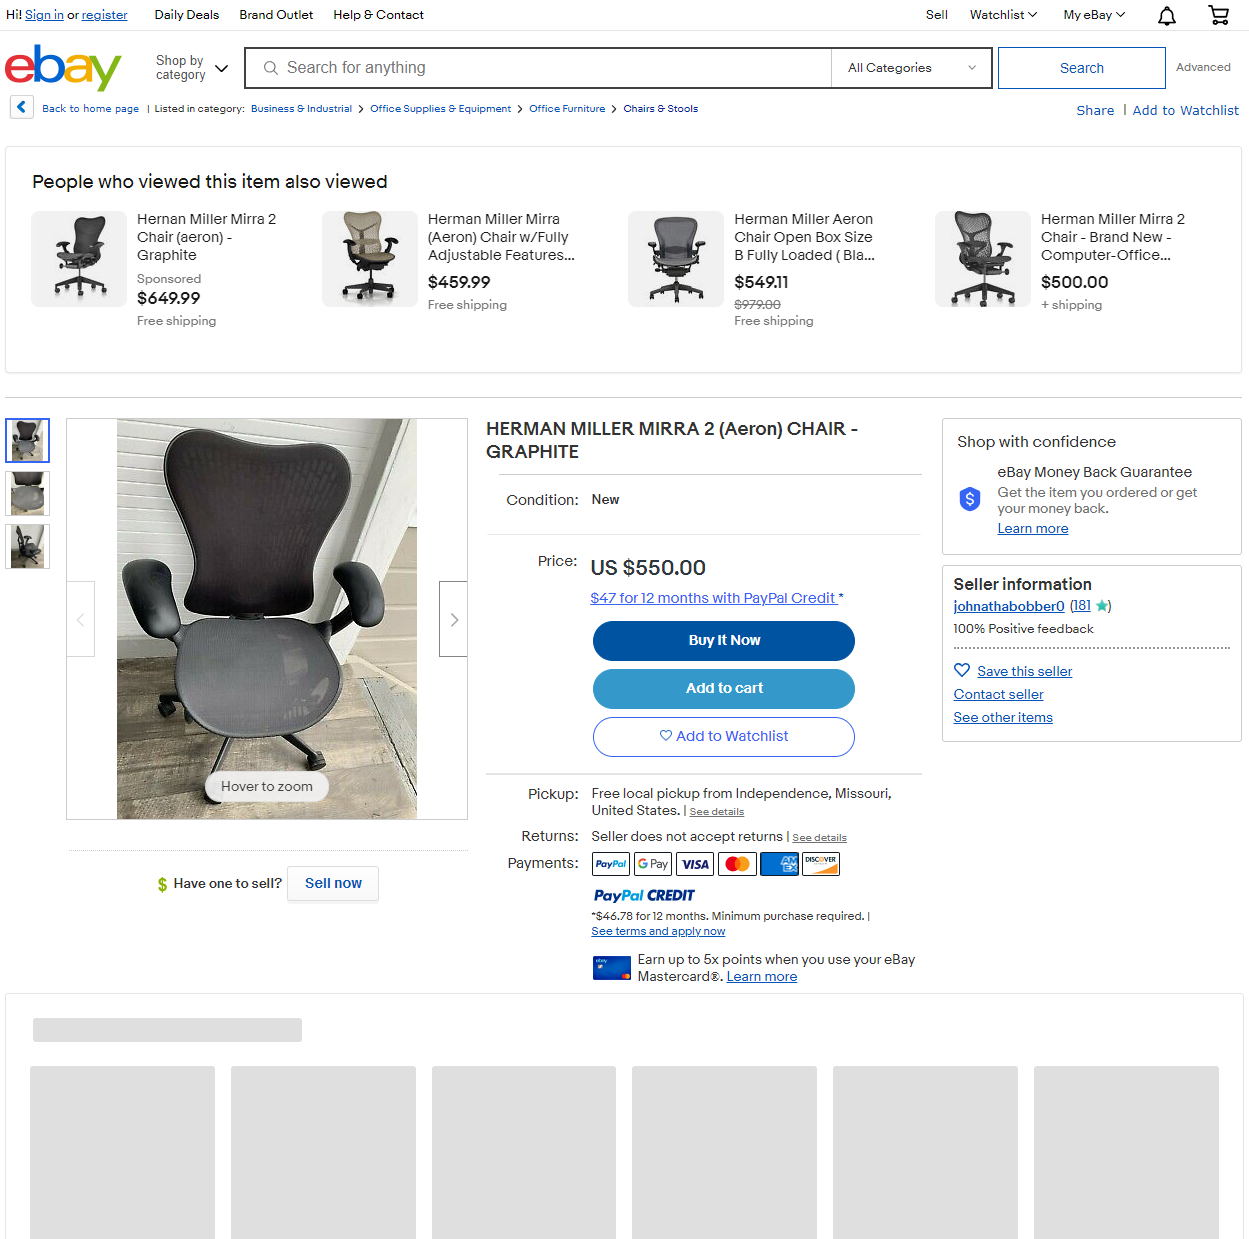 Hi! Sign in or register Daily Deals Brand Outlet Help & Contact Sell Watchlist My eBay
ebay
Shop by
category
Search for anything
All Categories
Search
Advanced
Back to home page | Listed in category: Business & Industrial > Office Supplies & Equipment > Office Furniture > Chairs & Stools
Share | Add to Watchlist
People who viewed this item also viewed
Hernan Miller Mirra 2
Chair (aeron) -
Graphite
Sponsored
$649.99
Free shipping
Herman Miller Mirra
(Aeron) Chair w/Fully
Adjustable Features...
$459.99
Free shipping
Herman Miller Aeron
Chair Open Box Size
B Fully Loaded ( Bla...
$549.11
$979.00
Free shipping
Herman Miller Mirra 2
Chair - Brand New -
Computer-Office...
$500.00
+ shipping
Hover to zoom
$ Have one to sell? Sell now
HERMAN MILLER MIRRA 2 (Aeron) CHAIR -
GRAPHITE
Condition: New
Price: US $550.00
$47 for 12 months with PayPal Credit *
Buy It Now
Add to cart
Add to Watchlist
Pickup: Free local pickup from Independence, Missouri,
United States. | See details
Returns: Seller does not accept returns | See details
Payments: PayPal G Pay VISA AMEX DISCOVER
PayPal CREDIT
*$46.78 for 12 months. Minimum purchase required. |
See terms and apply now
Earn up to 5x points when you use your eBay
Mastercard®. Learn more
Shop with confidence
eBay Money Back Guarantee
Get the item you ordered or get
your money back.
Learn more
Seller information
johnathabobber0 (181 ★)
100% Positive feedback
Save this seller
Contact seller
See other items